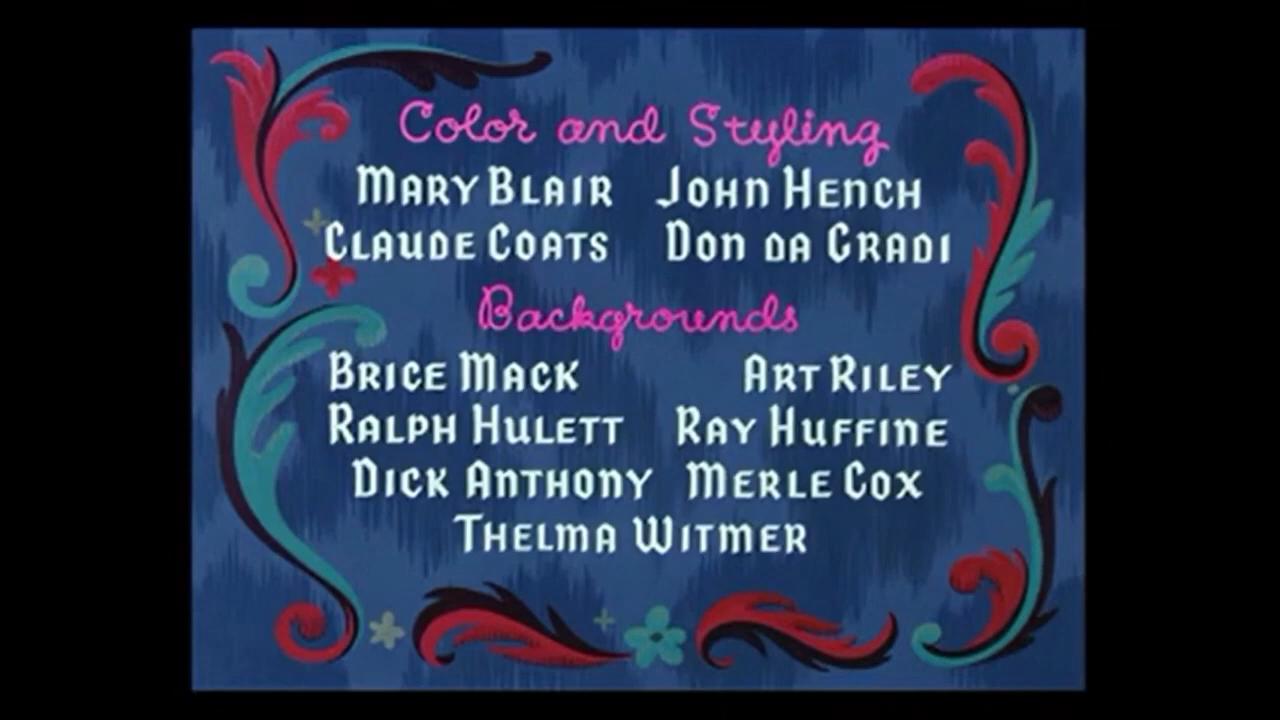 Color and Styling
Mary Blair John Hench
Claude Coats Don da Gradi
Backgrounds
Brice Mack Art Riley
Ralph Hulett Ray Huffine
Dick Anthony Merle Cox
Thelma Witmer